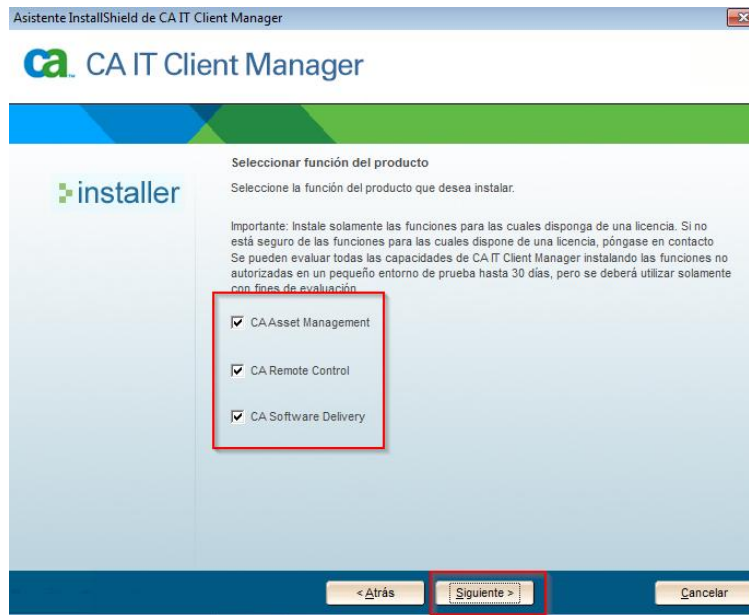 Asistente InstallShield de CA IT Client Manager
ca™ CA IT Client Manager
installer
Seleccionar función del producto
Seleccione la función del producto que desea instalar.
Importante: Instale solamente las funciones para las cuales disponga de una licencia. Si no
está seguro de las funciones para las cuales dispone de una licencia, póngase en contacto
Se pueden evaluar todas las capacidades de CA IT Client Manager instalando las funciones no
autorizadas en un pequeño entorno de prueba hasta 30 días, pero se deberá utilizar solamente
con fines de evaluación
CA Asset Management
CA Remote Control
CA Software Delivery
< Atrás
Siguiente >
Cancelar